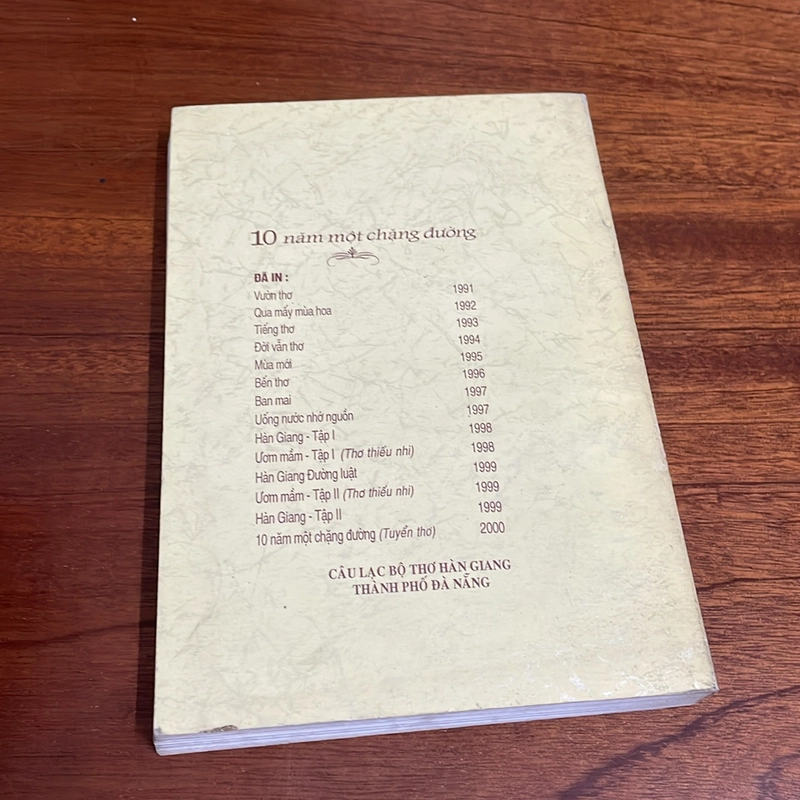 10 năm một chặng đường
ĐÃ IN :
Vườn thơ 1991
Qua mấy mùa hoa 1992
Tiếng thơ 1993
Đời vẫn thơ 1994
Mùa mới 1995
Bến thơ 1996
Ban mai 1997
Uống nước nhớ nguồn 1997
Hàn Giang - Tập I 1998
Ươm mầm - Tập I (Thơ thiếu nhi) 1998
Hàn Giang Đường luật 1999
Ươm mầm - Tập II (Thơ thiếu nhi) 1999
Hàn Giang - Tập II 1999
10 năm một chặng đường (Tuyển thơ) 2000
CÂU LẠC BỘ THƠ HÀN GIANG
THÀNH PHỐ ĐÀ NẴNG